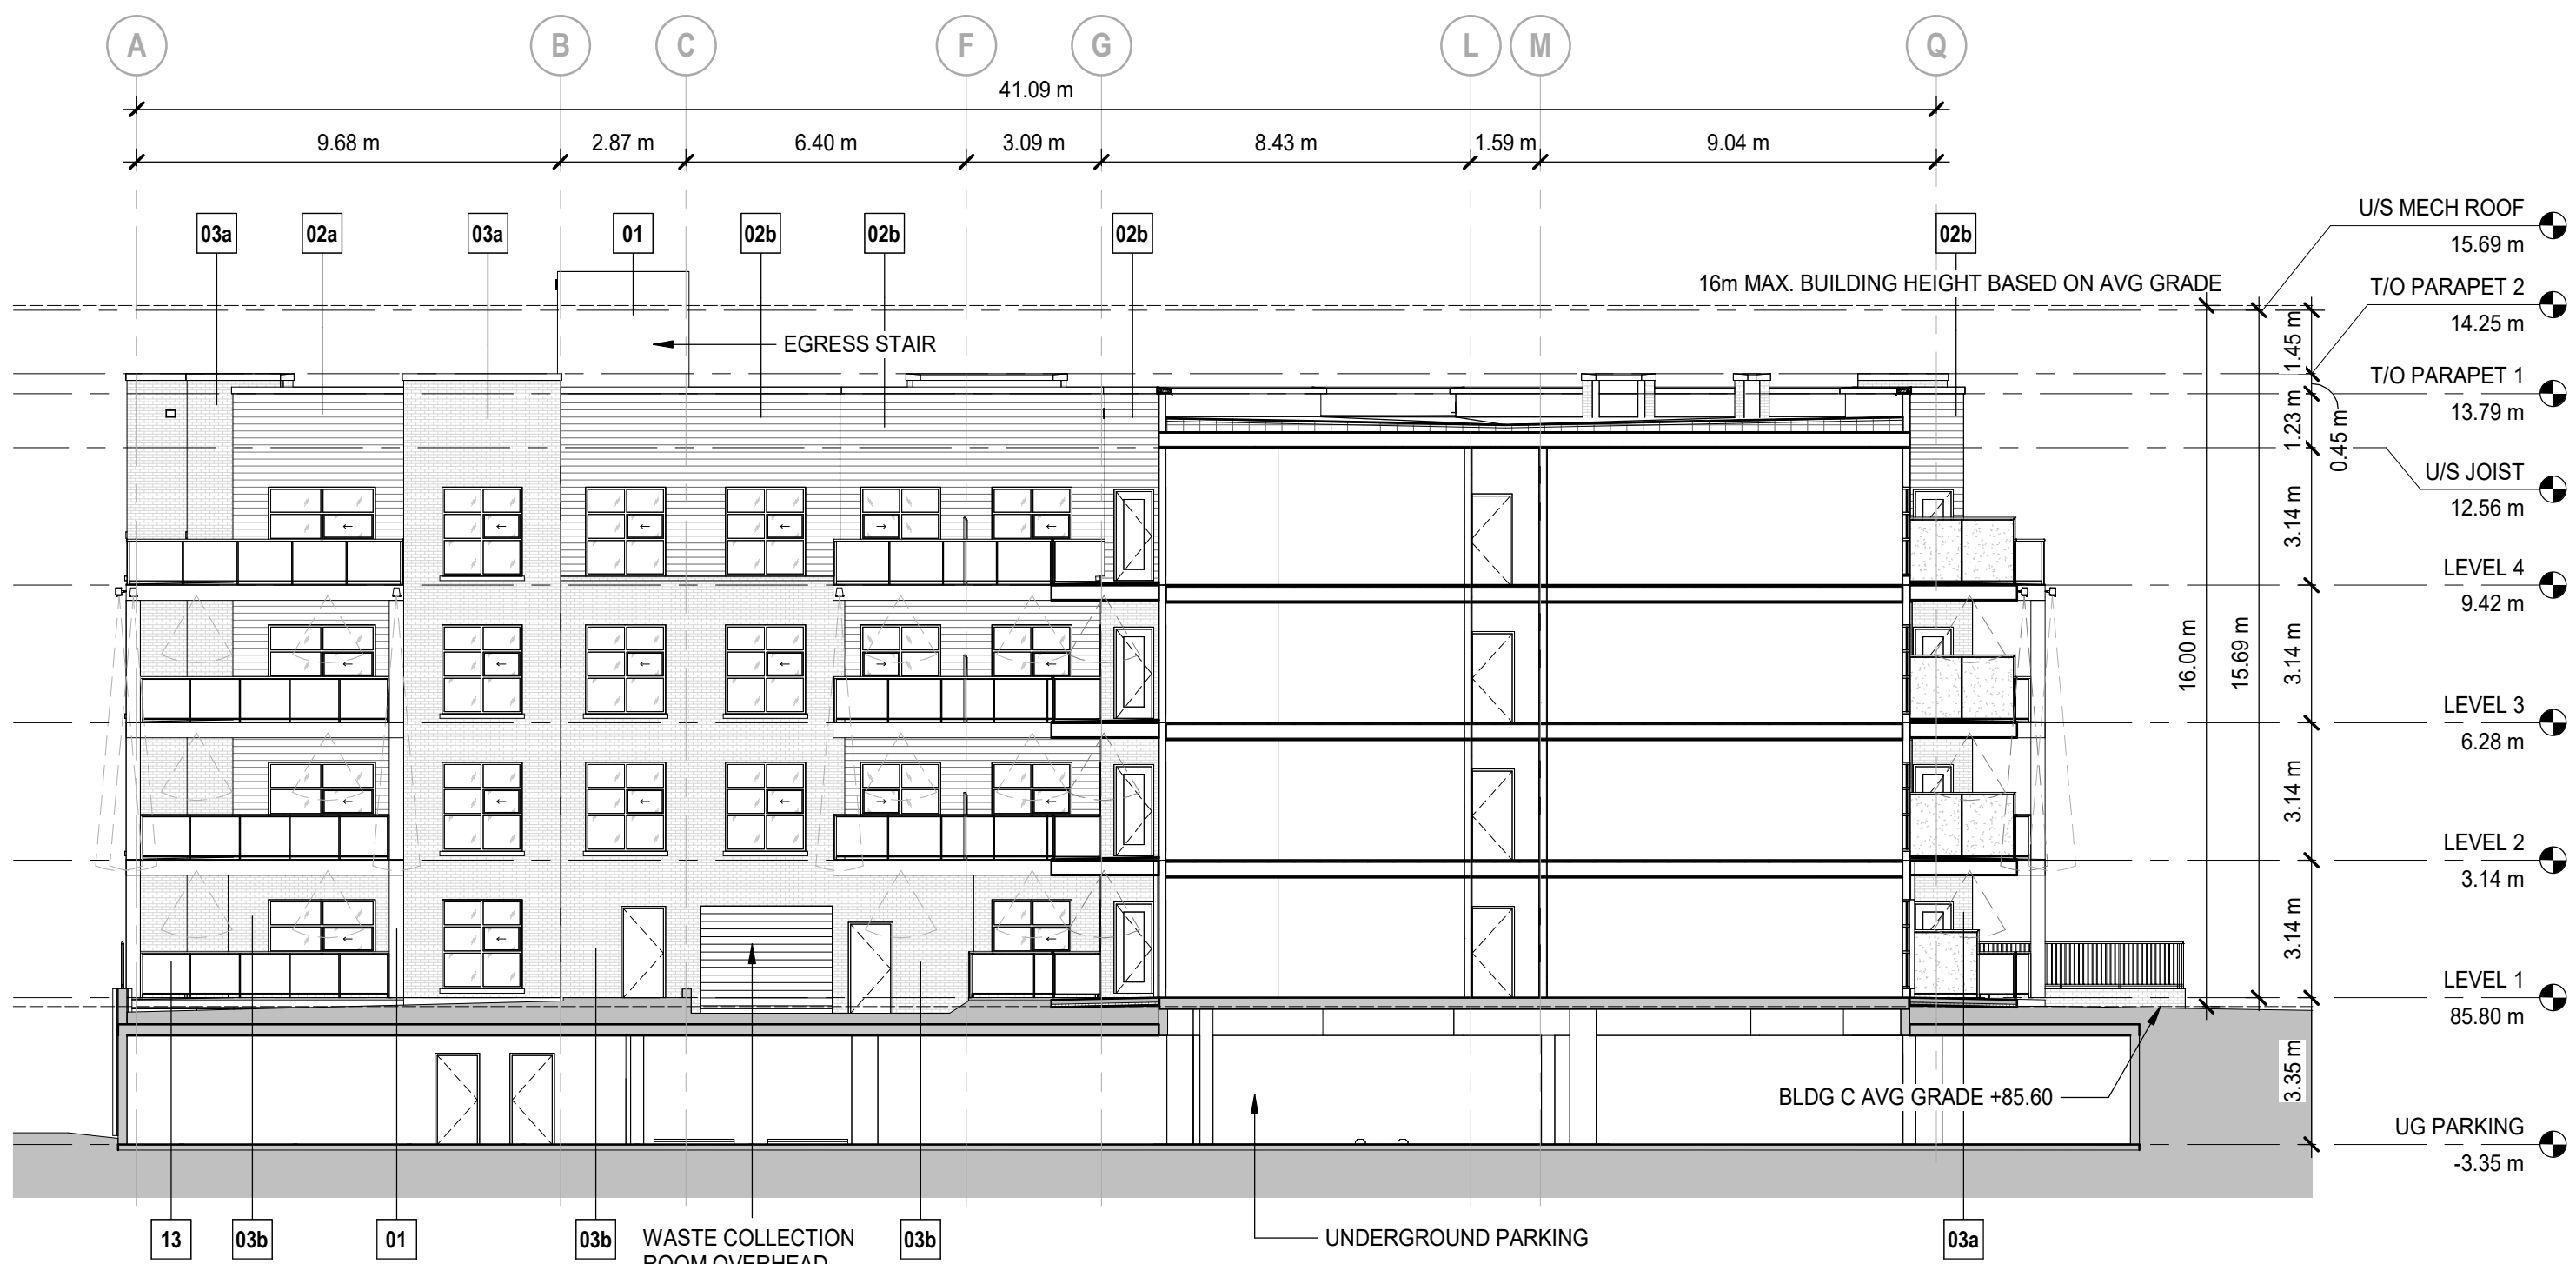 A B C F G L M Q
41.09 m
9.68 m 2.87 m 6.40 m 3.09 m 8.43 m 1.59 m 9.04 m
03a 02a 03a 01 02b 02b 02b 02b
U/S MECH ROOF
15.69 m
16m MAX. BUILDING HEIGHT BASED ON AVG GRADE
T/O PARAPET 2
14.25 m
EGRESS STAIR
1.45 m
T/O PARAPET 1
13.79 m
1.23 m
0.45 m
U/S JOIST
12.56 m
3.14 m
LEVEL 4
9.42 m
16.00 m
15.69 m
3.14 m
LEVEL 3
6.28 m
3.14 m
LEVEL 2
3.14 m
3.14 m
LEVEL 1
85.80 m
3.35 m
BLDG C AVG GRADE +85.60
UG PARKING
-3.35 m
13 03b 01 03b
WASTE COLLECTION
ROOM OVERHEAD
03b
UNDERGROUND PARKING
03a